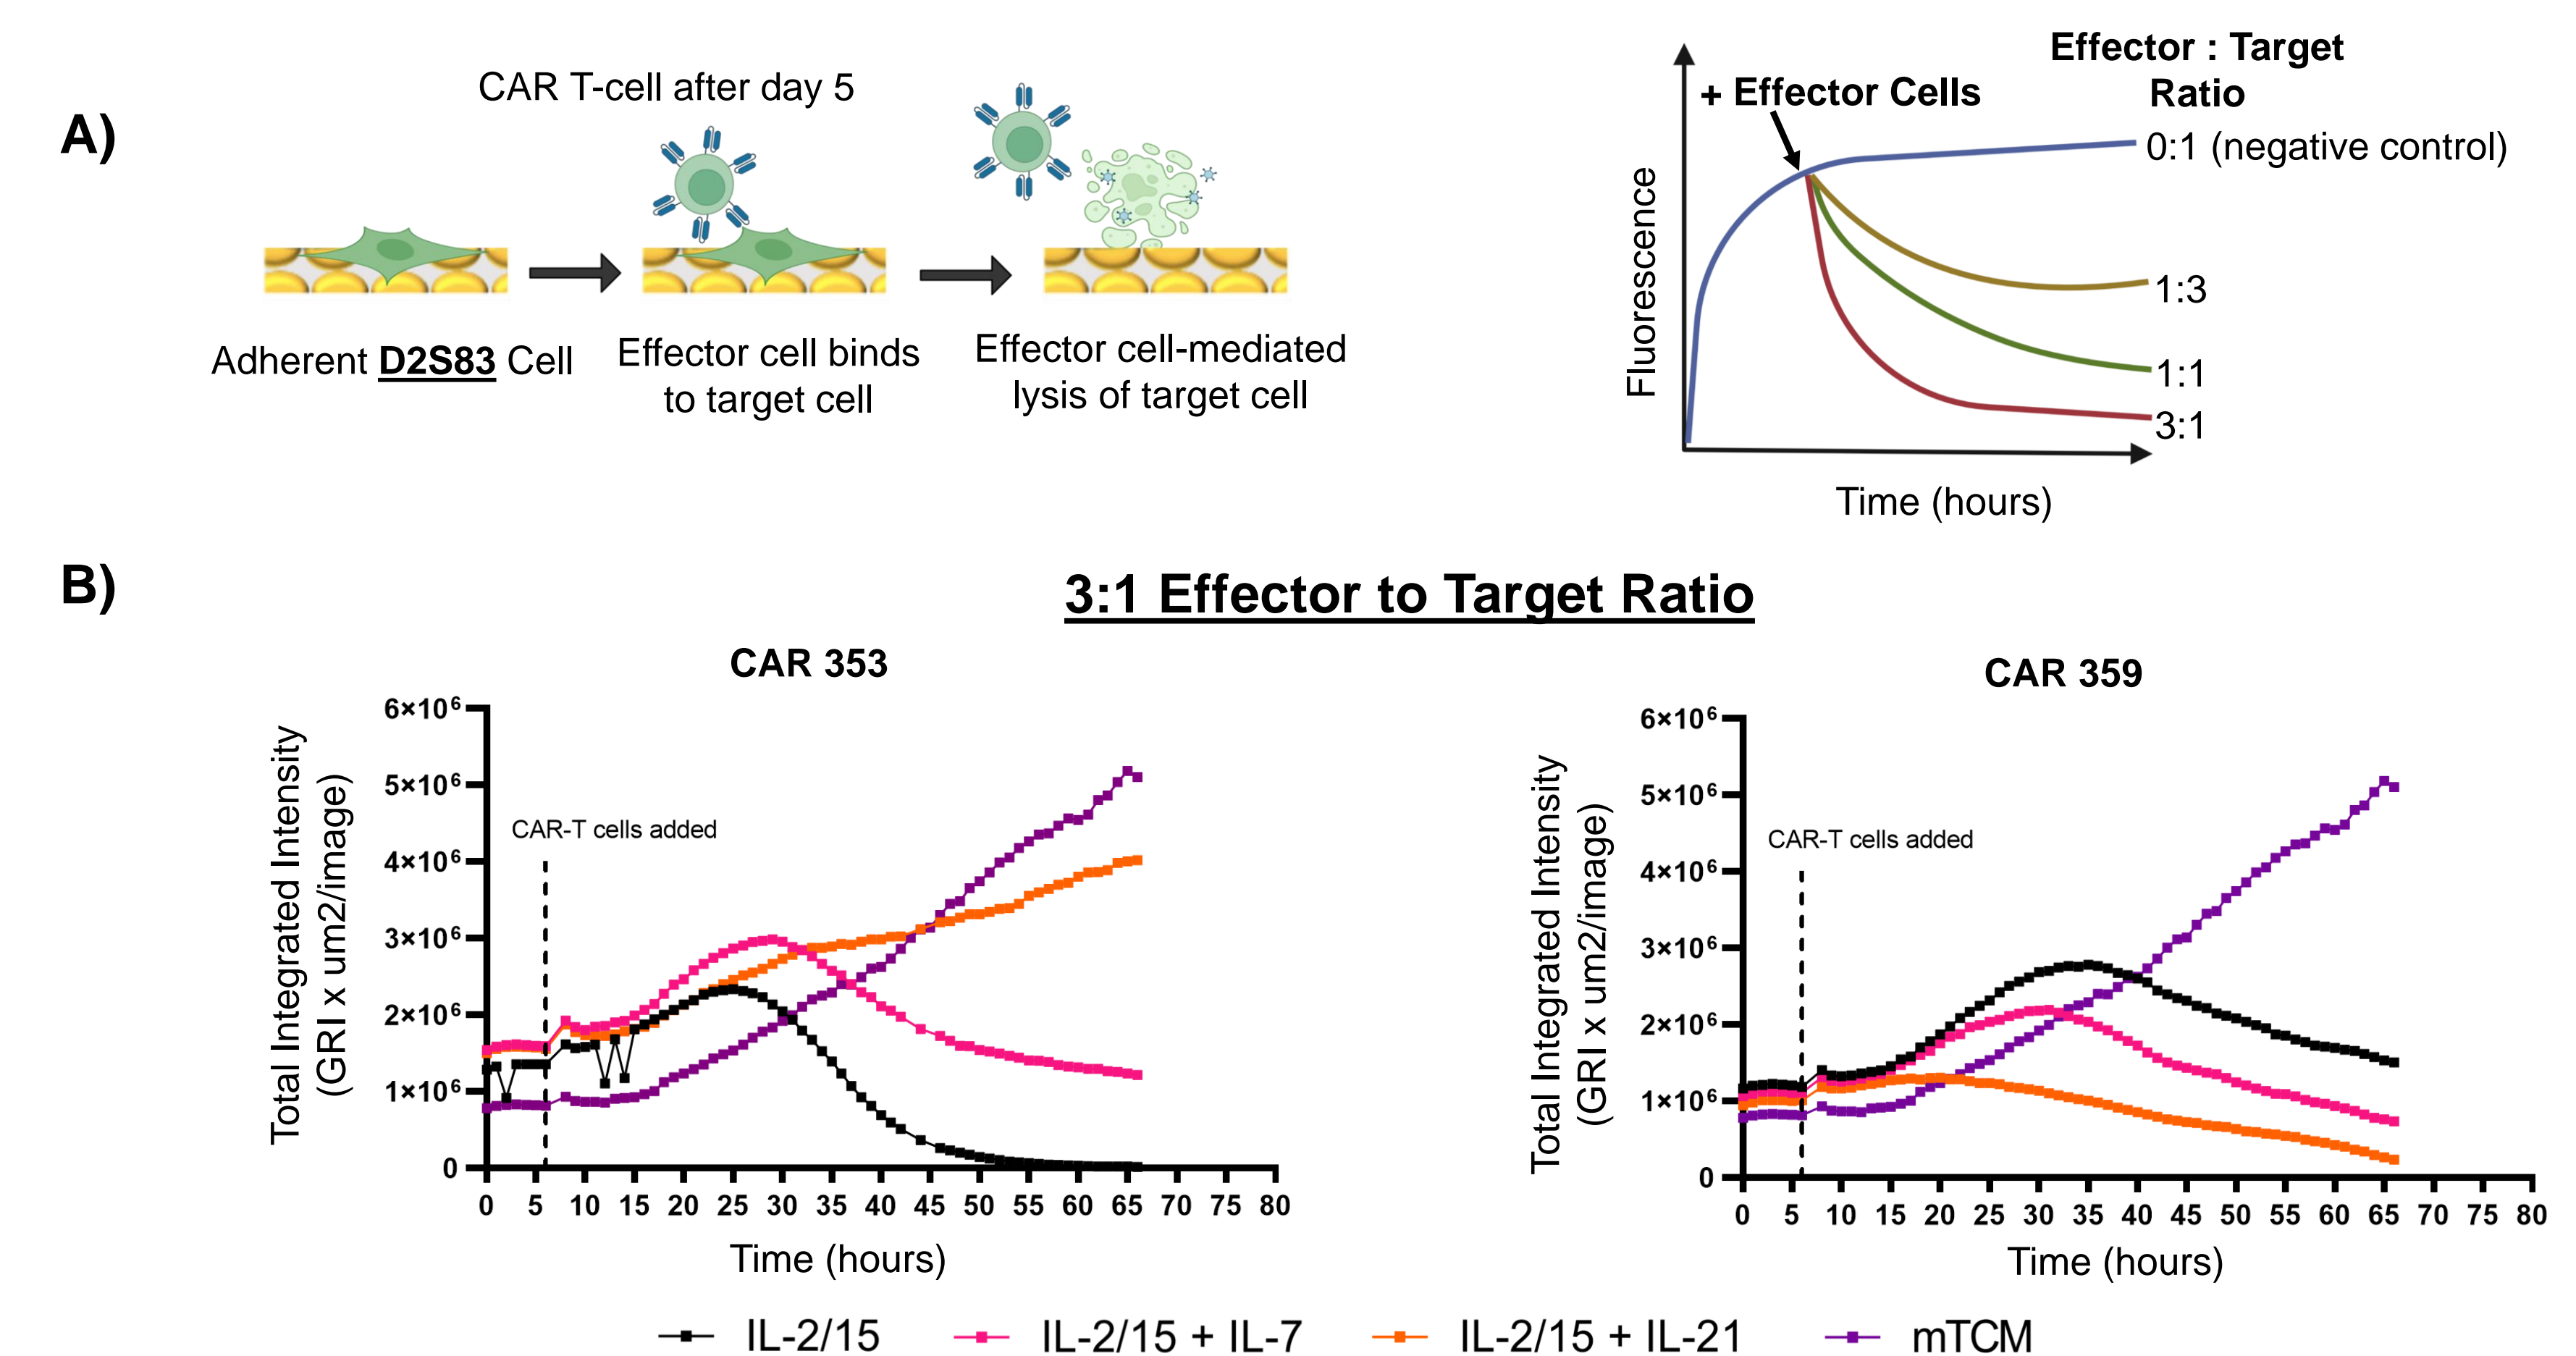 A)
CAR T-cell after day 5
Adherent D2S83 Cell
Effector cell binds
to target cell
Effector cell-mediated
lysis of target cell
Effector : Target
Ratio
+ Effector Cells
0:1 (negative control)
1:3
1:1
3:1
Fluorescence
Time (hours)
B)
3:1 Effector to Target Ratio
CAR 353
Total Integrated Intensity
(GRI x um2/image)
6×10⁶
5×10⁶
4×10⁶
3×10⁶
2×10⁶
1×10⁶
0
CAR-T cells added
0 5 10 15 20 25 30 35 40 45 50 55 60 65 70 75 80
Time (hours)
CAR 359
Total Integrated Intensity
(GRI x um2/image)
6×10⁶
5×10⁶
4×10⁶
3×10⁶
2×10⁶
1×10⁶
0
CAR-T cells added
0 5 10 15 20 25 30 35 40 45 50 55 60 65 70 75 80
Time (hours)
IL-2/15 IL-2/15 + IL-7 IL-2/15 + IL-21 mTCM